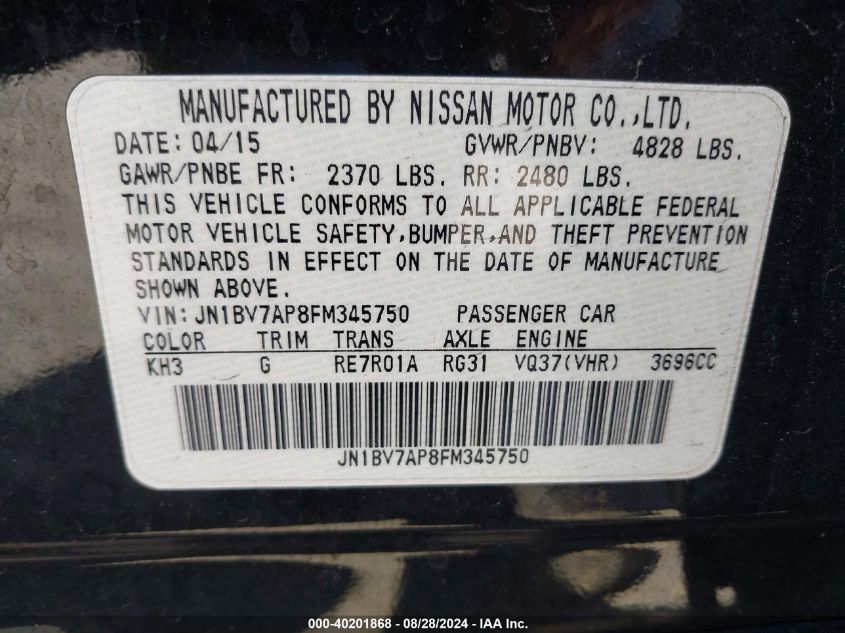 MANUFACTURED BY NISSAN MOTOR CO.,LTD.
DATE: 04/15 GVWR/PNBV: 4828 LBS.
GAWR/PNBE FR: 2370 LBS. RR: 2480 LBS.
THIS VEHICLE CONFORMS TO ALL APPLICABLE FEDERAL
MOTOR VEHICLE SAFETY,BUMPER,AND THEFT PREVENTION
STANDARDS IN EFFECT ON THE DATE OF MANUFACTURE
SHOWN ABOVE.
VIN: JN1BV7AP8FM345750 PASSENGER CAR
COLOR TRIM TRANS AXLE ENGINE
KH3 G RE7R01A RG31 VQ37(VHR) 3696CC
JN1BV7AP8FM345750
000-40201868 - 08/28/2024 - IAA Inc.